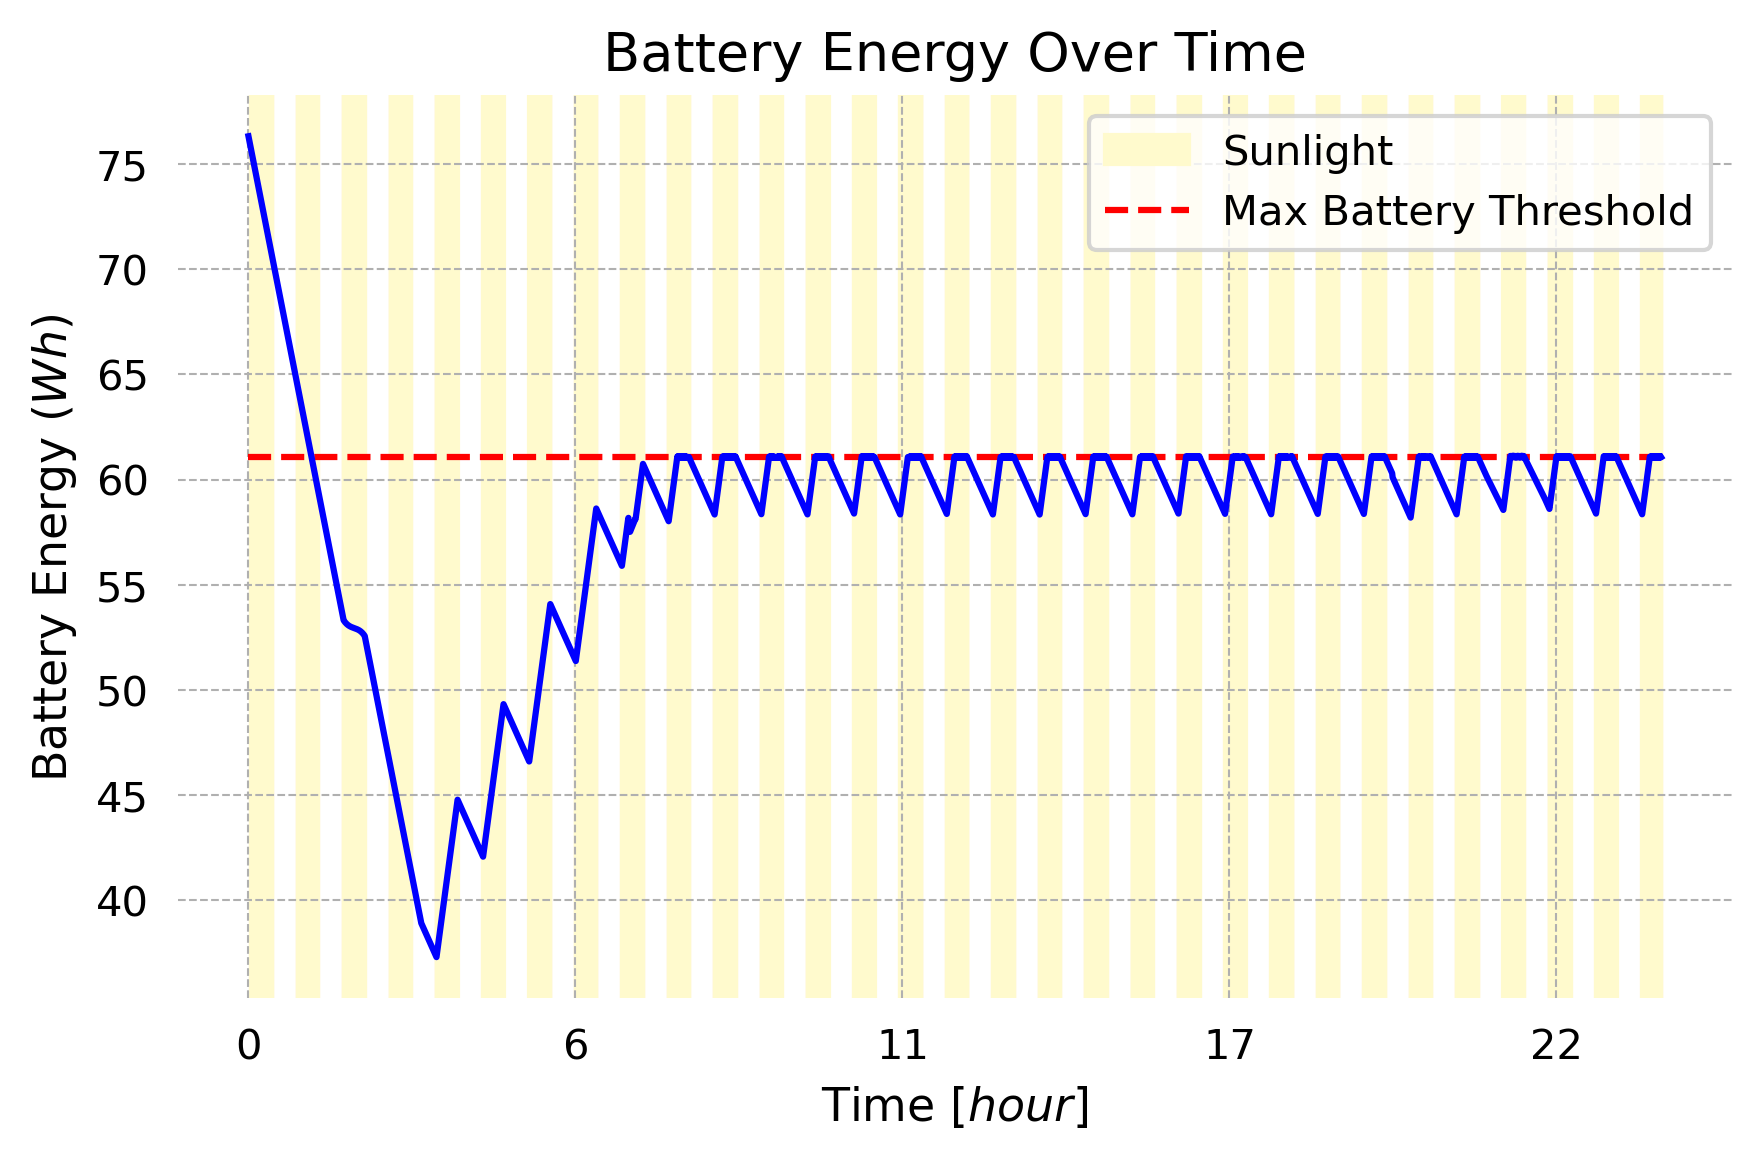 Battery Energy Over Time
Sunlight
Max Battery Threshold
75
70
65
60
55
50
45
40
Battery Energy (Wh)
0 6 11 17 22
Time [hour]